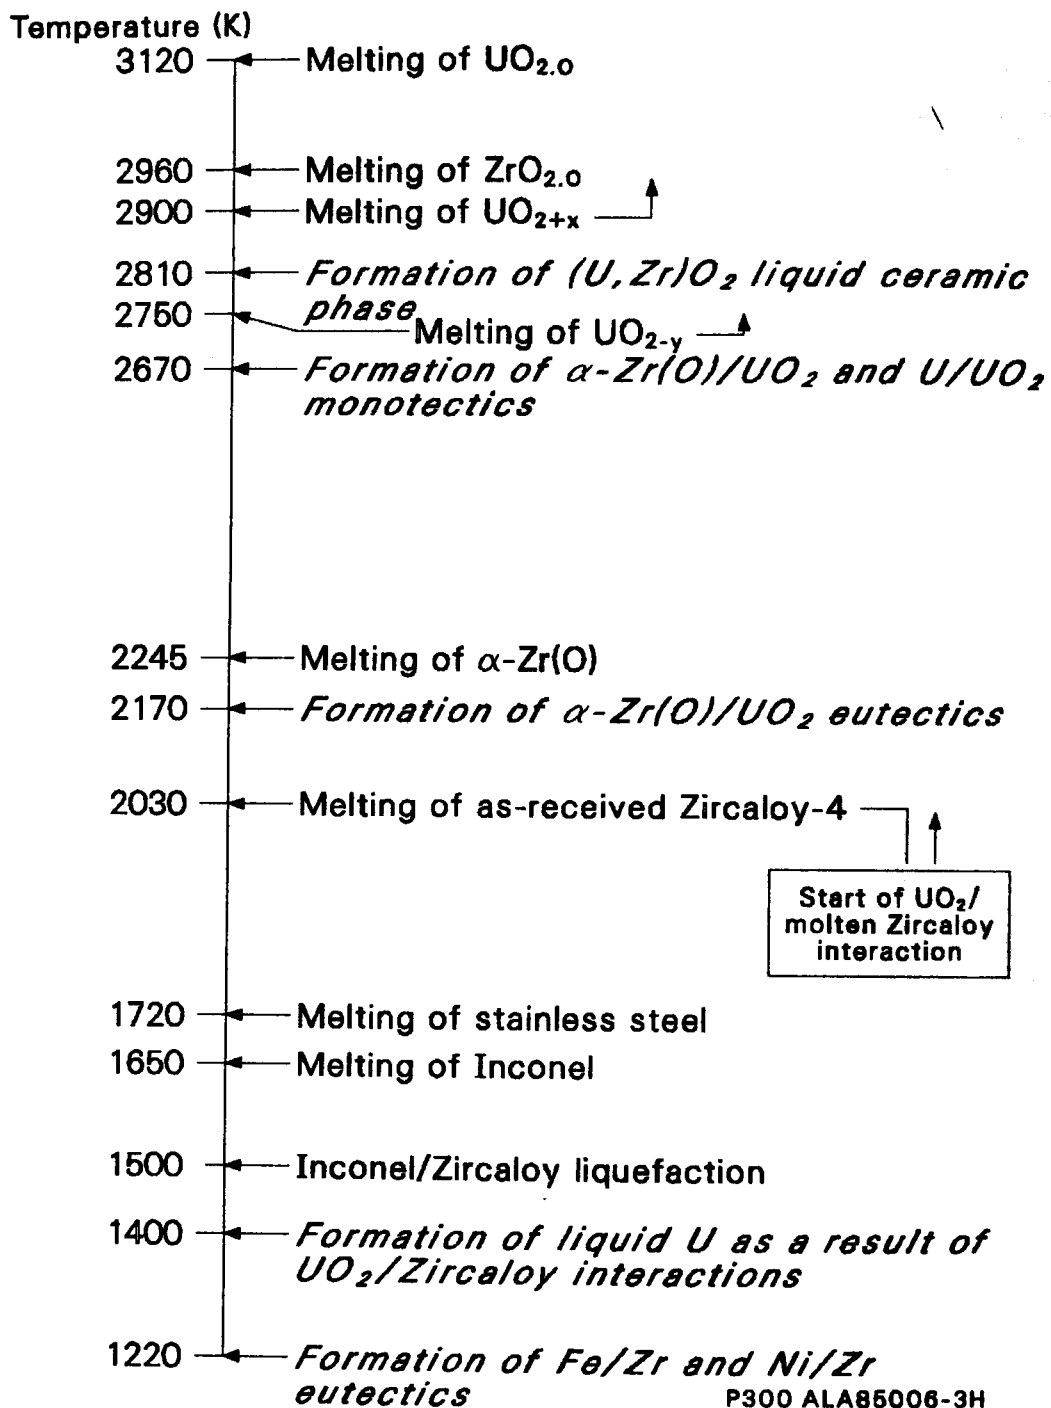 Temperature (K)
3120 Melting of UO₂.₀
2960 Melting of ZrO₂.₀
2900 Melting of UO₂₊ₓ
2810 Formation of (U,Zr)O₂ liquid ceramic
phase
2750 Melting of UO₂₋y
2670 Formation of α-Zr(O)/UO₂ and U/UO₂
monotectics
2245 Melting of α-Zr(O)
2170 Formation of α-Zr(O)/UO₂ eutectics
2030 Melting of as-received Zircaloy-4
Start of UO₂/
molten Zircaloy
interaction
1720 Melting of stainless steel
1650 Melting of Inconel
1500 Inconel/Zircaloy liquefaction
1400 Formation of liquid U as a result of
UO₂/Zircaloy interactions
1220 Formation of Fe/Zr and Ni/Zr
eutectics
P300 ALA85006-3H